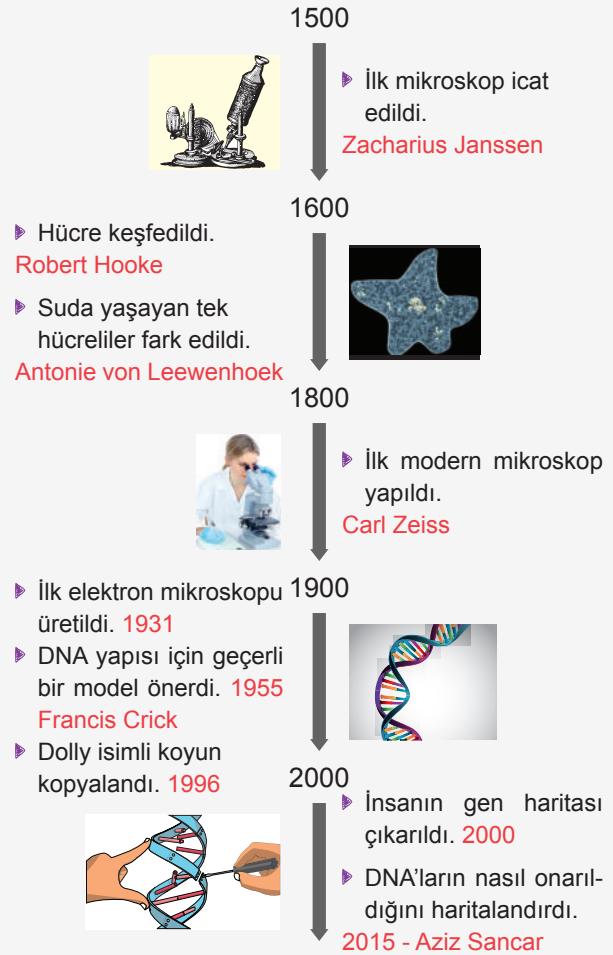 1500
İlk mikroskop icat
edildi.
Zacharius Janssen
1600
Hücre keşfedildi.
Robert Hooke
Suda yaşayan tek
hücreliler fark edildi.
Antonie von Leewenhoek
1800
İlk modern mikroskop
yapıldı.
Carl Zeiss
1900
İlk elektron mikroskopu
üretildi. 1931
DNA yapısı için geçerli
bir model önerdi. 1955
Francis Crick
Dolly isimli koyun
kopyalandı. 1996
2000
İnsanın gen haritası
çıkarıldı. 2000
DNA’ların nasıl onarıl-
dığını haritalandırdı.
2015 - Aziz Sancar